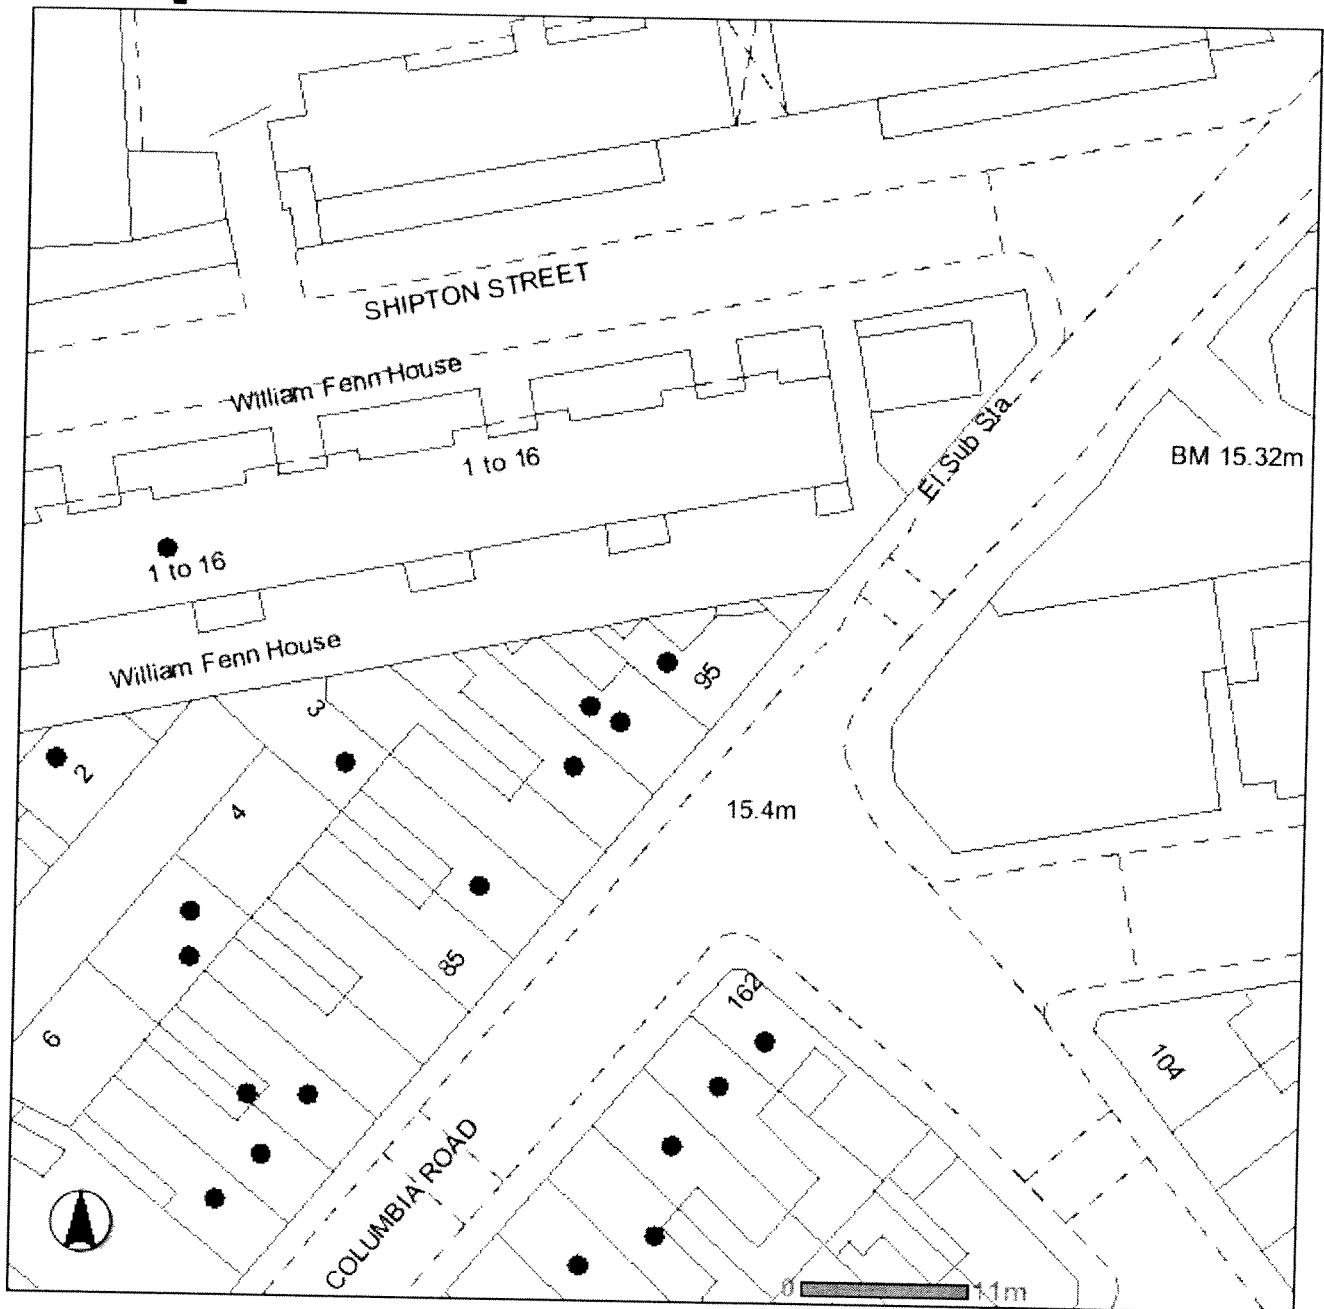 SHIPTON STREET
William Fenn House
1 to 16
El Sub Sta
BM 15.32m
1 to 16
William Fenn House
95
3
2
4
15.4m
85
162
6
104
COLUMBIA ROAD
0 11m